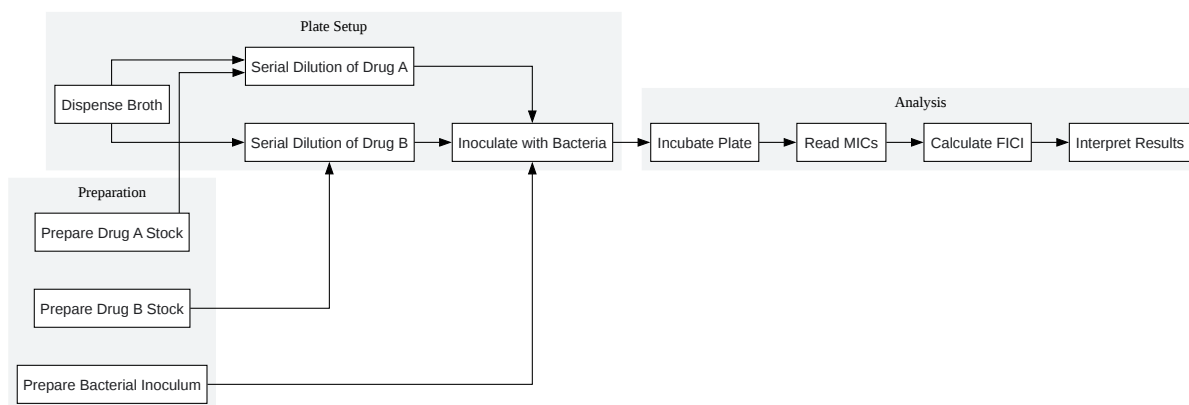 Plate Setup
Serial Dilution of Drug A
Dispense Broth
Serial Dilution of Drug B
Inoculate with Bacteria
Analysis
Incubate Plate
Read MICs
Calculate FICI
Interpret Results
Preparation
Prepare Drug A Stock
Prepare Drug B Stock
Prepare Bacterial Inoculum